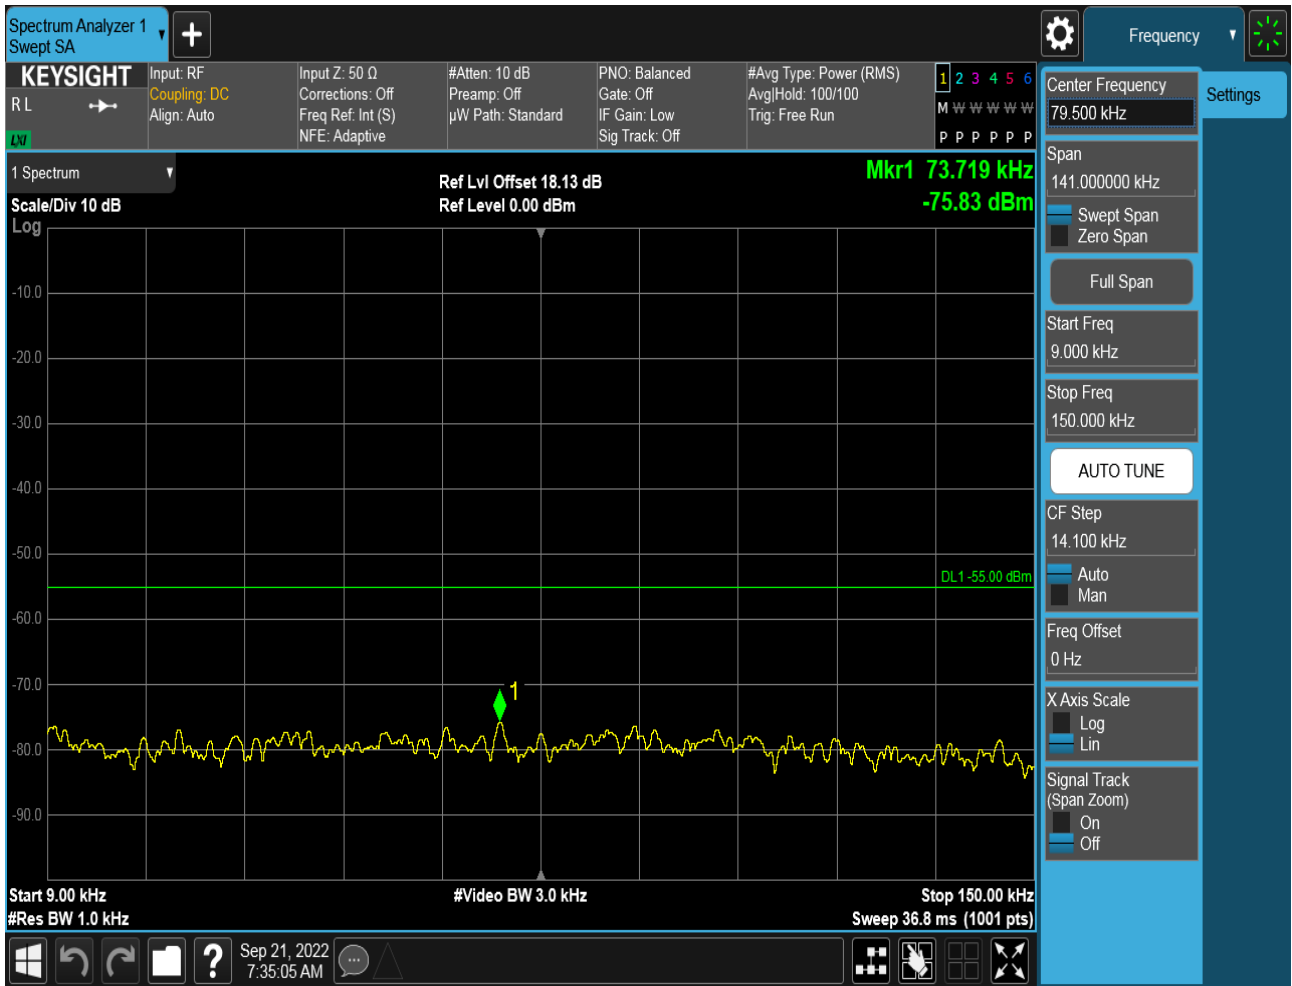 Spectrum Analyzer 1
Swept SA
Frequency
KEYSIGHT
R L
LXI
Input: RF
Coupling: DC
Align: Auto
Input Z: 50 Ω
Corrections: Off
Freq Ref: Int (S)
NFE: Adaptive
#Atten: 10 dB
Preamp: Off
µW Path: Standard
PNO: Balanced
Gate: Off
IF Gain: Low
Sig Track: Off
#Avg Type: Power (RMS)
Avg|Hold: 100/100
Trig: Free Run
1 2 3 4 5 6
M W W W W W
P P P P P P
1 Spectrum
Scale/Div 10 dB
Log
Ref Lvl Offset 18.13 dB
Ref Level 0.00 dBm
Mkr1 73.719 kHz
-75.83 dBm
-10.0
-20.0
-30.0
-40.0
-50.0
DL1 -55.00 dBm
-60.0
-70.0
1
-80.0
-90.0
Start 9.00 kHz
#Video BW 3.0 kHz
Stop 150.00 kHz
#Res BW 1.0 kHz
Sweep 36.8 ms (1001 pts)
?
Sep 21, 2022
7:35:05 AM
Center Frequency
79.500 kHz
Settings
Span
141.000000 kHz
Swept Span
Zero Span
Full Span
Start Freq
9.000 kHz
Stop Freq
150.000 kHz
AUTO TUNE
CF Step
14.100 kHz
Auto
Man
Freq Offset
0 Hz
X Axis Scale
Log
Lin
Signal Track
(Span Zoom)
On
Off